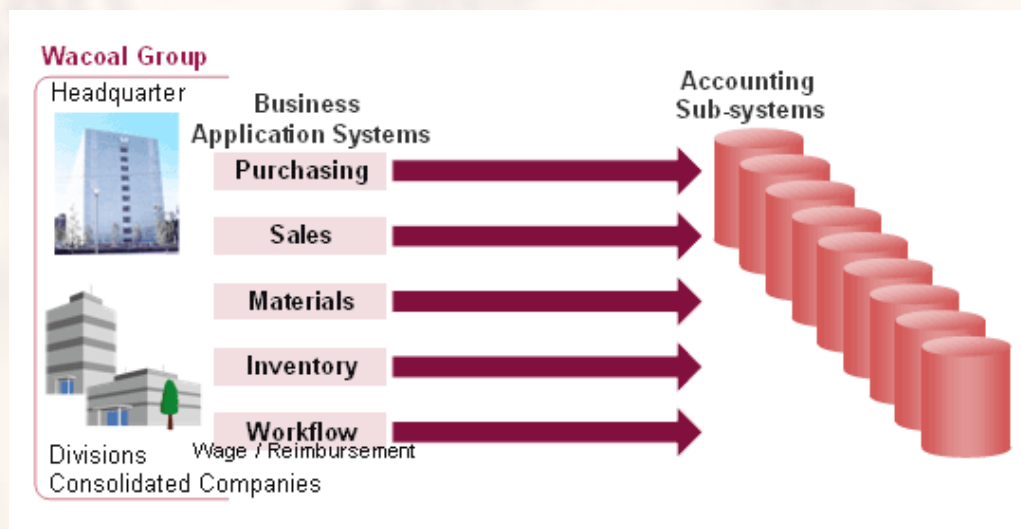 Wacoal Group
Headquarter
Business
Application Systems
Accounting
Sub-systems
Purchasing
Sales
Materials
Inventory
Workflow
Wage / Reimbursement
Divisions
Consolidated Companies